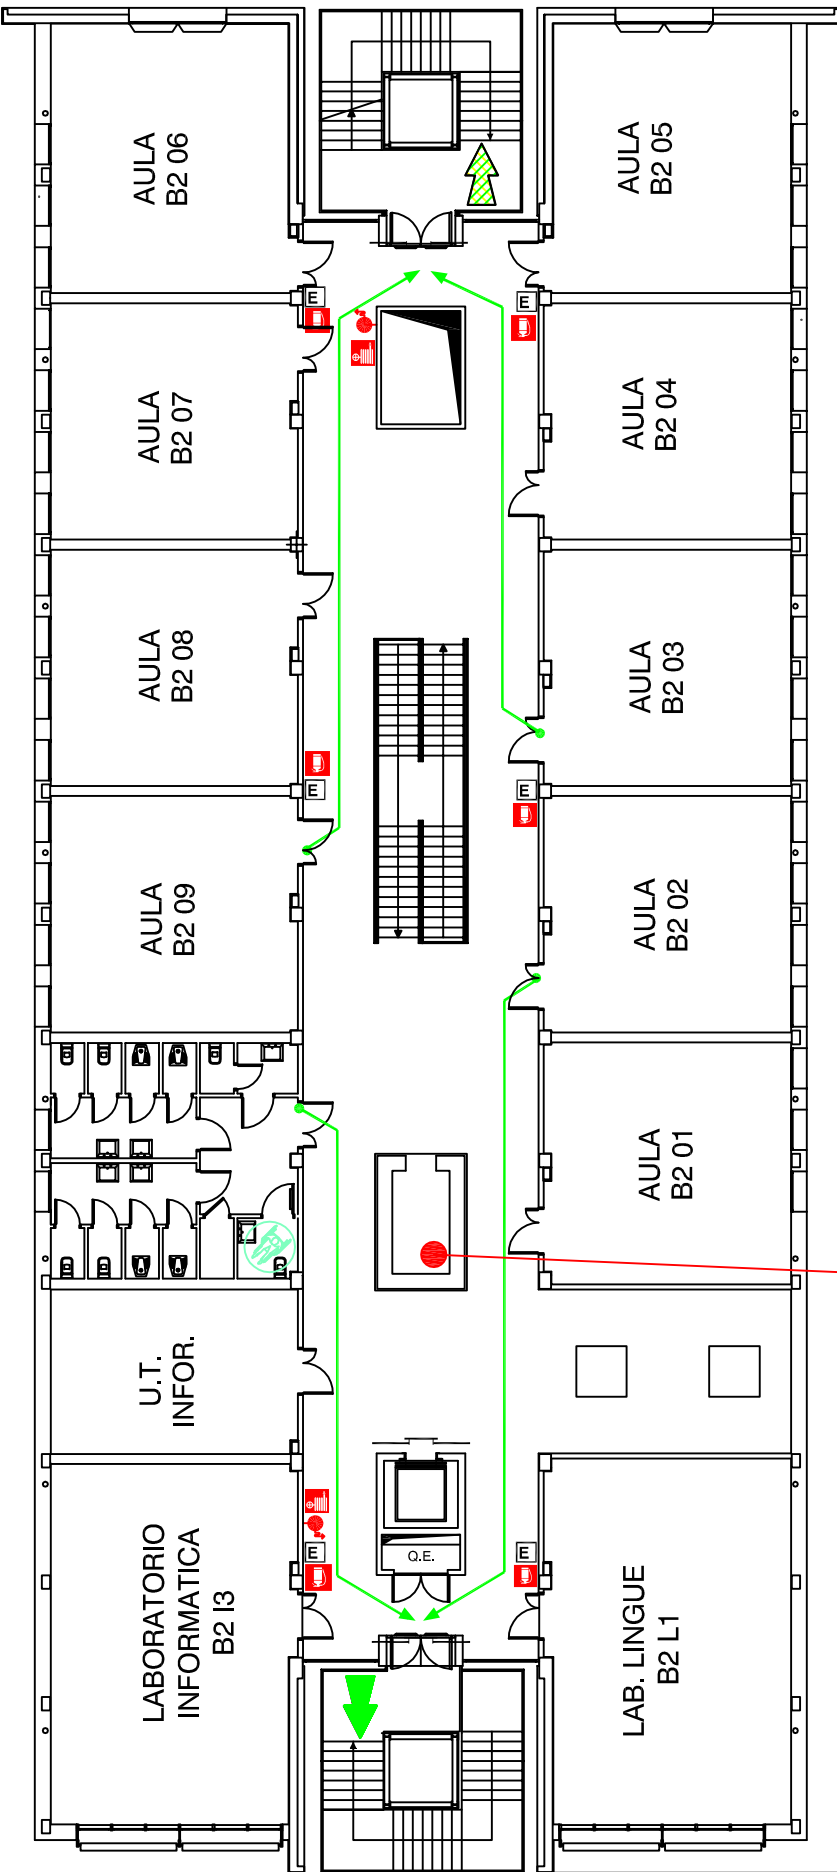 AULA
B2 06
AULA
B2 05
E
E
AULA
B2 07
AULA
B2 04
AULA
B2 08
AULA
B2 03
E
E
AULA
B2 09
AULA
B2 02
AULA
B2 01
U.T.
INFOR.
E
E
Q.E.
LABORATORIO
INFORMATICA
B2 I3
LAB. LINGUE
B2 L1